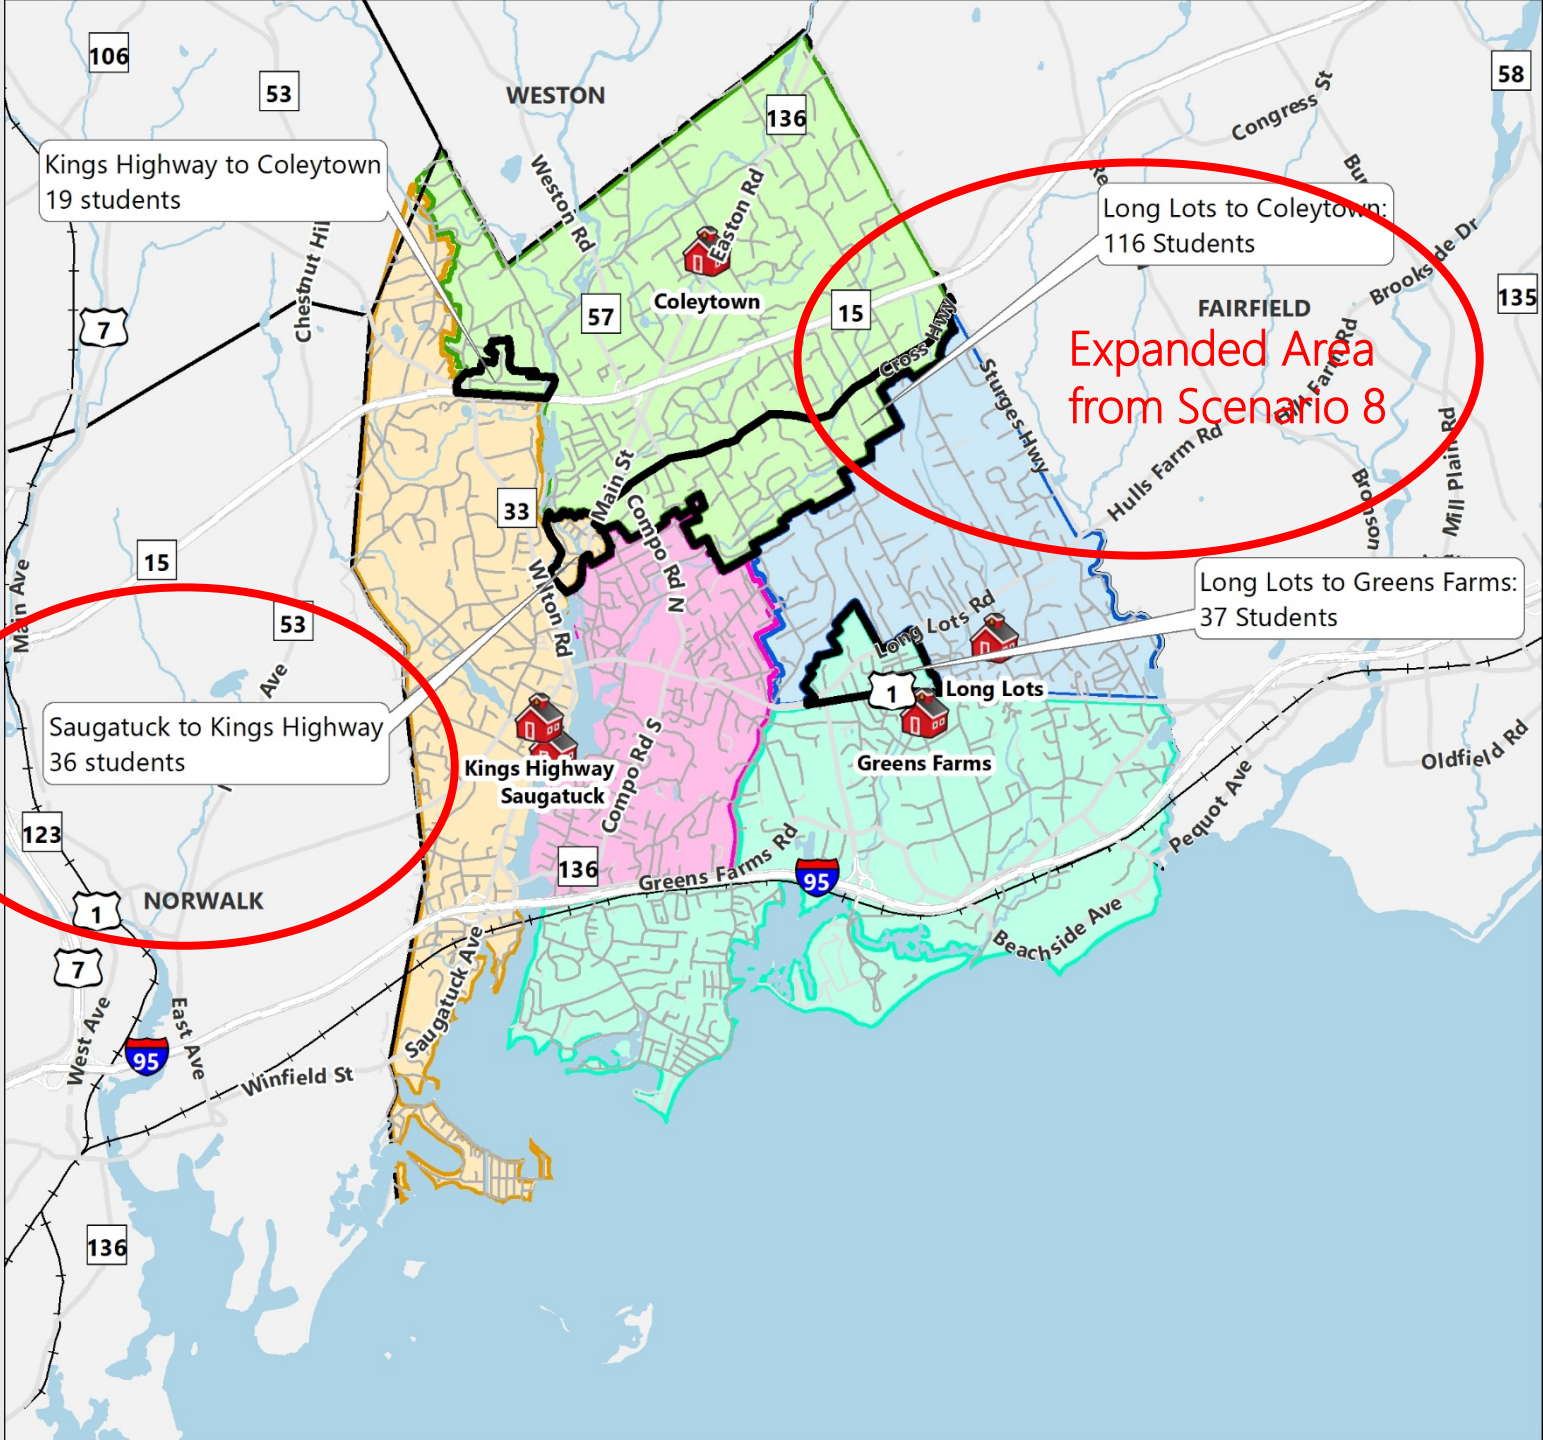 106
53
WESTON
136
58
Congress St
Kings Highway to Coleytown
19 students
Weston Rd
Easton Rd
Long Lots to Coleytown:
116 Students
Chestnut Hill
7
57
Coleytown
15
Cross Hwy
FAIRFIELD
Brookside Dr
135
Expanded Area
from Scenario 8
Sturges Hwy
Hulls Farm Rd
Mill Plain Rd
Bronson
33
Main St
Compo Rd N
15
Main Ave
53
Ave
Wilton Rd
Long Lots to Greens Farms:
37 Students
Long Lots Rd
1
Long Lots
Saugatuck to Kings Highway
36 students
Kings Highway
Saugatuck
Compo Rd S
Greens Farms
Oldfield Rd
Pequot Ave
123
1
NORWALK
7
136
Greens Farms Rd
95
Beachside Ave
Saugatuck Ave
West Ave
East Ave
95
Winfield St
136